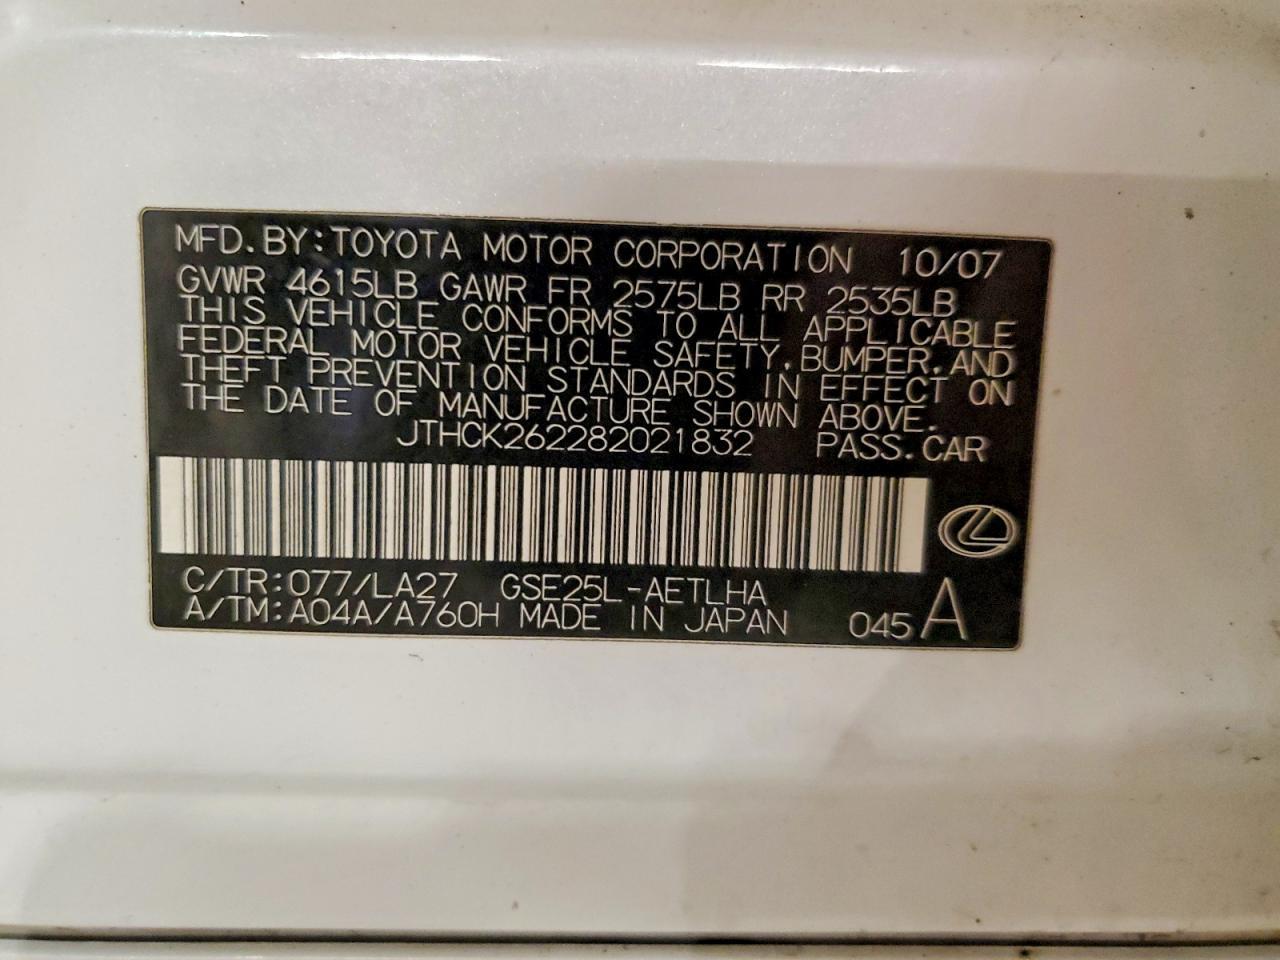 MFD.BY:TOYOTA MOTOR CORPORATION 10/07
GVWR 4615LB GAWR FR 2575LB RR 2535LB
THIS VEHICLE CONFORMS TO ALL APPLICABLE
FEDERAL MOTOR VEHICLE SAFETY,BUMPER,AND
THEFT PREVENTION STANDARDS IN EFFECT ON
THE DATE OF MANUFACTURE SHOWN ABOVE.
JTHCK262282021832 PASS.CAR
C/TR:077/LA27 GSE25L-AETLHA
A/TM:A04A/A760H MADE IN JAPAN 045 A